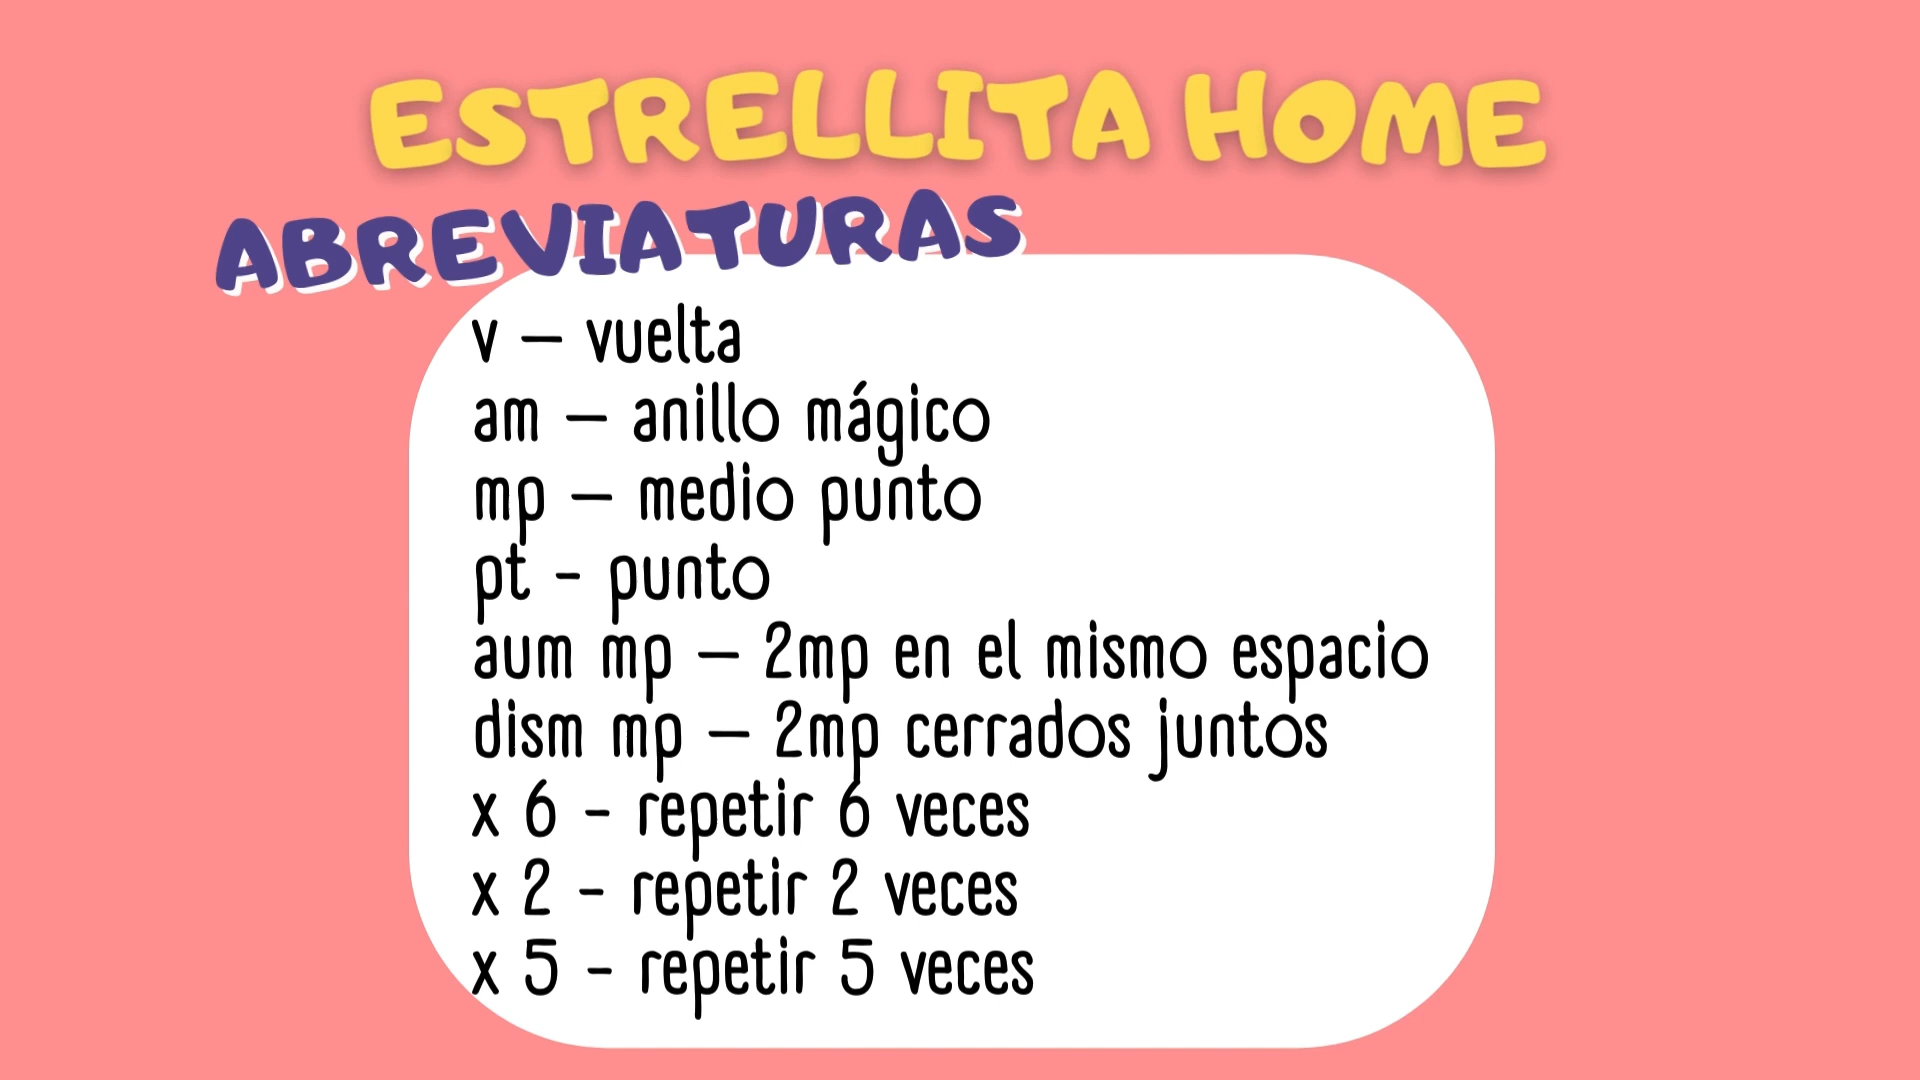 ESTRELLITA HOME
ABREVIATURAS
v – vuelta
am – anillo mágico
mp – medio punto
pt - punto
aum mp – 2mp en el mismo espacio
dism mp – 2mp cerrados juntos
x 6 - repetir 6 veces
x 2 - repetir 2 veces
x 5 - repetir 5 veces